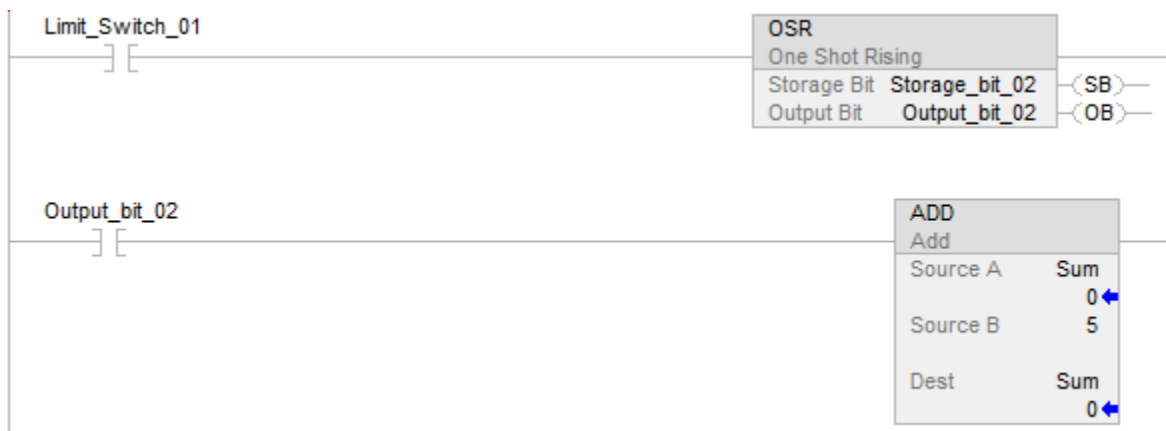 Limit_Switch_01
OSR
One Shot Rising
Storage Bit Storage_bit_02 SB
Output Bit Output_bit_02 OB
Output_bit_02
ADD
Add
Source A Sum
0
Source B 5
Dest Sum
0